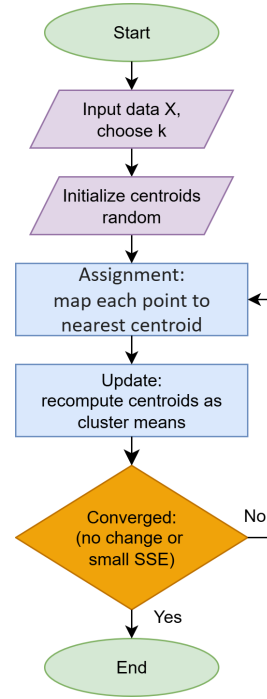 Start
Input data X,
choose k
Initialize centroids
random
Assignment:
map each point to
nearest centroid
Update:
recompute centroids as
cluster means
Converged:
(no change or
small SSE)
No
Yes
End